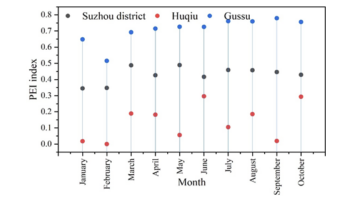 Suzhou district Huqiu Gussu
0.8
0.7
0.6
0.5
0.4
0.3
0.2
0.1
0.0
PEI index
January
February
March
April
May
June
July
August
September
October
Month